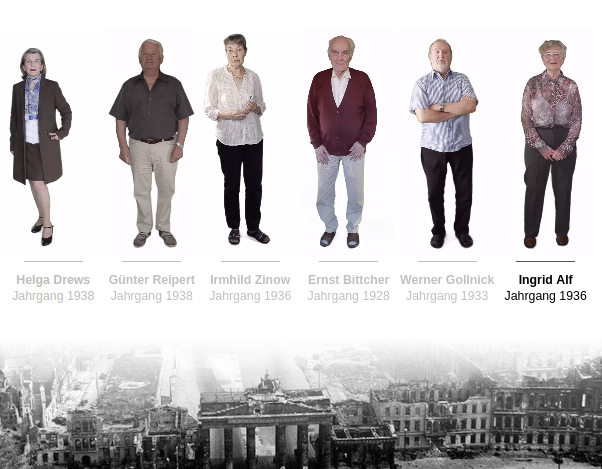 Helga Drews Günter Reipert Irmhild Zinow Ernst Bittcher Werner Gollnick Ingrid Alf
Jahrgang 1938 Jahrgang 1938 Jahrgang 1936 Jahrgang 1928 Jahrgang 1933 Jahrgang 1936